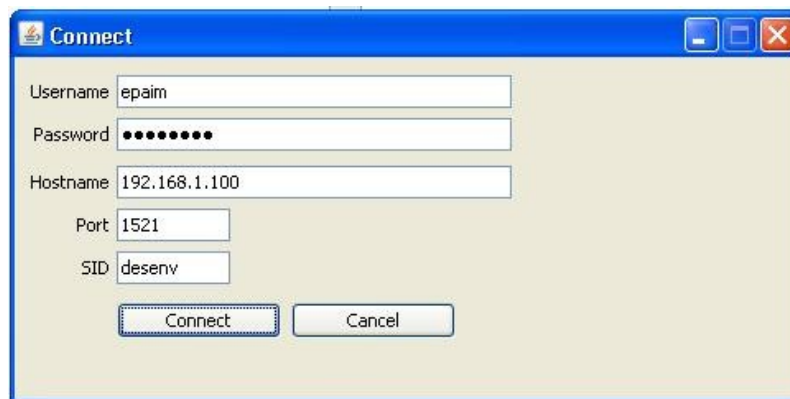 Connect
Username epaim
Password ●●●●●●●●
Hostname 192.168.1.100
Port 1521
SID desenv
Connect Cancel